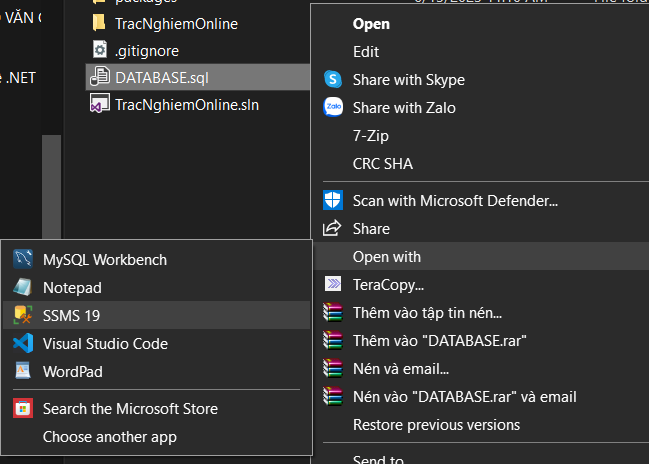 packages
TracNghiemOnline
.gitignore
DATABASE.sql
TracNghiemOnline.sln
.NET
Open
Edit
Share with Skype
Share with Zalo
7-Zip
CRC SHA
Scan with Microsoft Defender...
Share
Open with
TeraCopy...
Thêm vào tập tin nén...
Thêm vào "DATABASE.rar"
Nén và email...
Nén vào "DATABASE.rar" và email
Restore previous versions
Send to
MySQL Workbench
Notepad
SSMS 19
Visual Studio Code
WordPad
Search the Microsoft Store
Choose another app